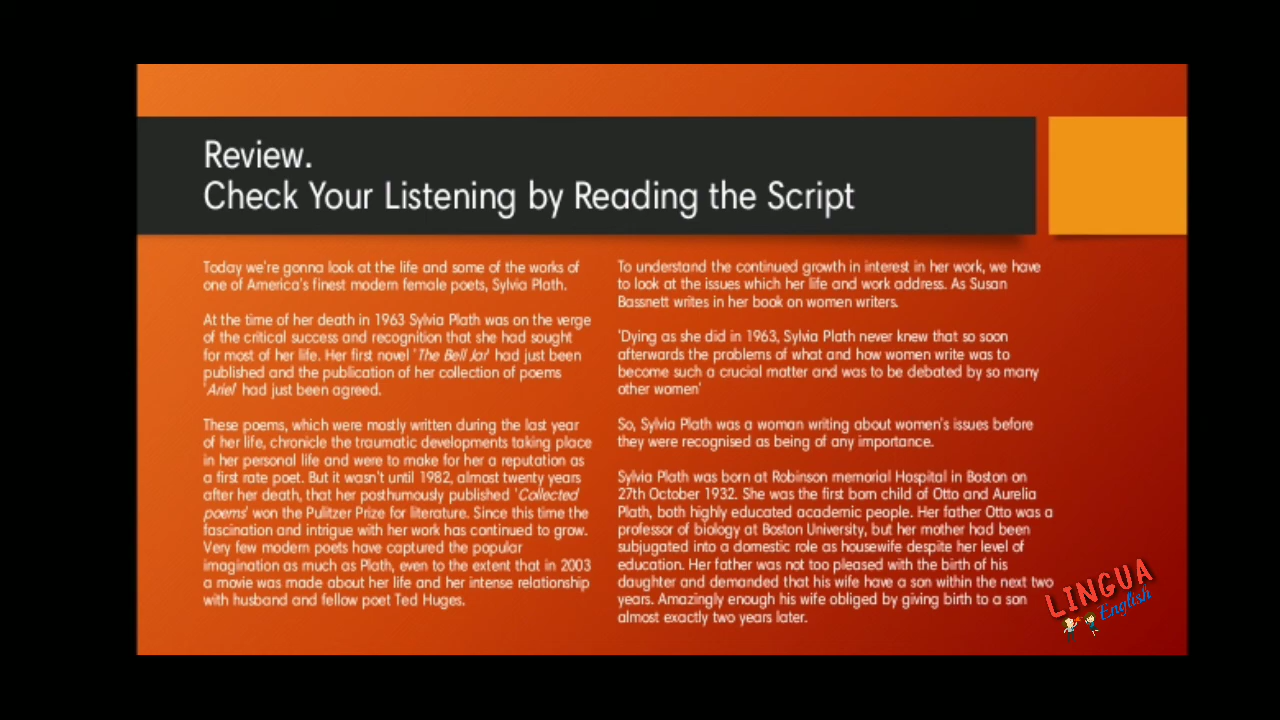 Review.
Check Your Listening by Reading the Script
Today we're gonna look at the life and some of the works of
one of America's finest modern female poets, Sylvia Plath.
At the time of her death in 1963 Sylvia Plath was on the verge
of the critical success and recognition that she had sought
for most of her life. Her first novel 'The Bell Jar' had just been
published and the publication of her collection of poems
'Ariel' had just been agreed.
These poems, which were mostly written during the last year
of her life, chronicle the traumatic developments taking place
in her personal life and were to make for her a reputation as
a first rate poet. But it wasn't until 1982, almost twenty years
after her death, that her posthumously published 'Collected
poems' won the Pulitzer Prize for literature. Since this time the
fascination and intrigue with her work has continued to grow.
Very few modern poets have captured the popular
imagination as much as Plath, even to the extent that in 2003
a movie was made about her life and her intense relationship
with husband and fellow poet Ted Huges.
To understand the continued growth in interest in her work, we have
to look at the issues which her life and work address. As Susan
Bassnett writes in her book on women writers.
'Dying as she did in 1963, Sylvia Plath never knew that so soon
afterwards the problems of what and how women write was to
become such a crucial matter and was to be debated by so many
other women'
So, Sylvia Plath was a woman writing about women's issues before
they were recognised as being of any importance.
Sylvia Plath was born at Robinson memorial Hospital in Boston on
27th October 1932. She was the first born child of Otto and Aurelia
Plath, both highly educated academic people. Her father Otto was a
professor of biology at Boston University, but her mother had been
subjugated into a domestic role as housewife despite her level of
education. Her father was not too pleased with the birth of his
daughter and demanded that his wife have a son within the next two
years. Amazingly enough his wife obliged by giving birth to a son
almost exactly two years later.
LINGUA
English